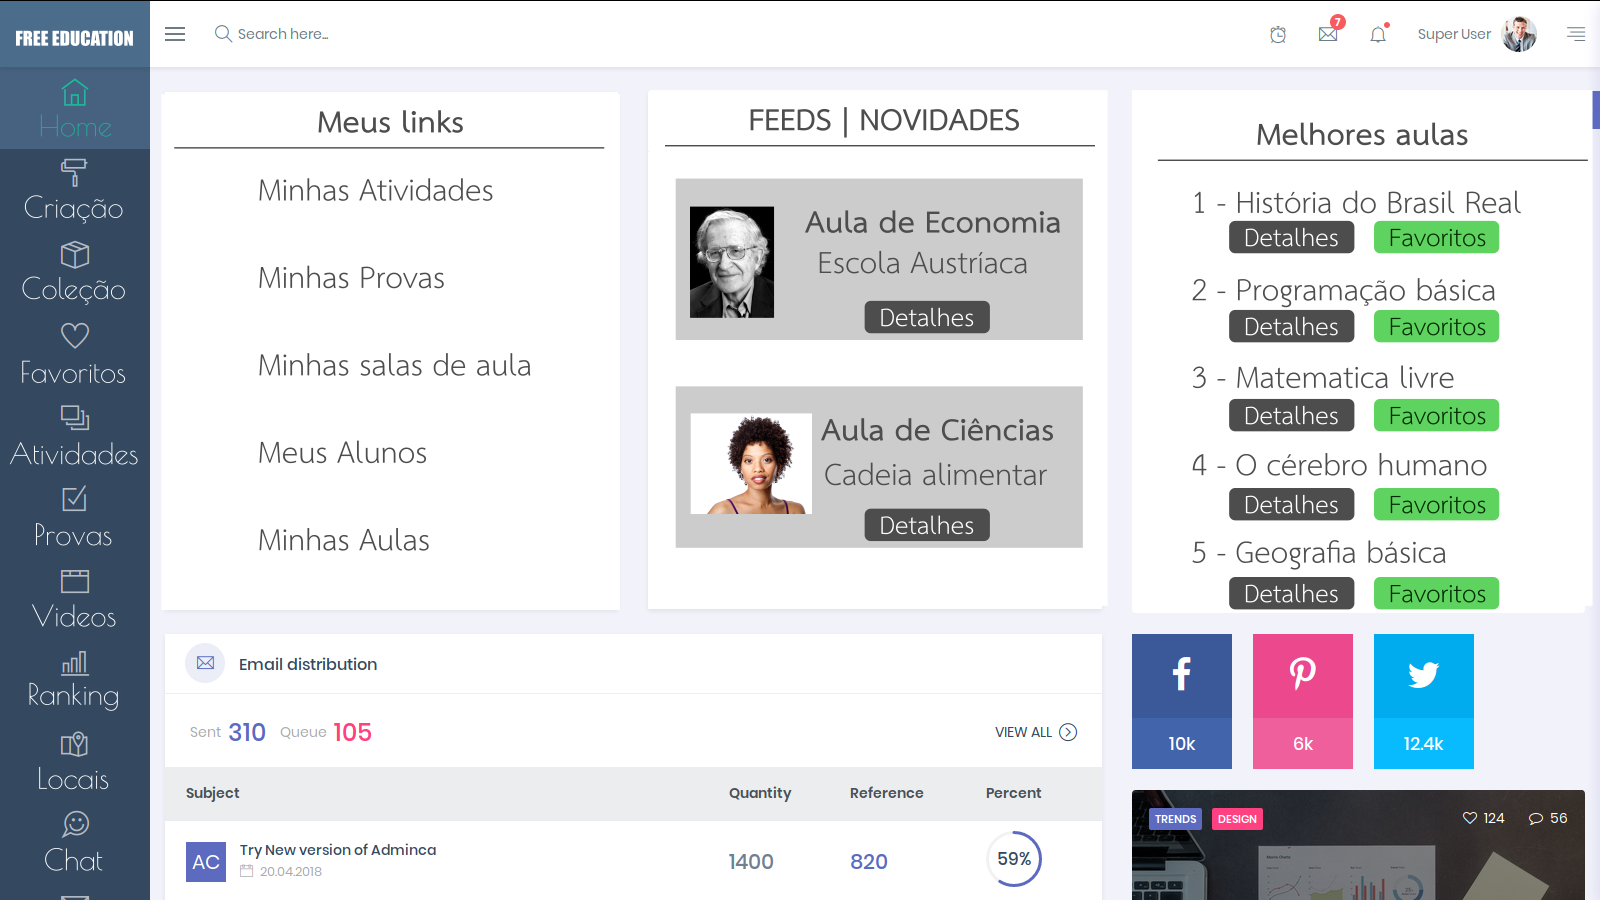 FREE EDUCATION
Search here..
7
Super User
Home
Criação
Coleção
Favoritos
Atividades
Provas
Videos
Ranking
Locais
Chat
Meus links
Minhas Atividades
Minhas Provas
Minhas salas de aula
Meus Alunos
Minhas Aulas
FEEDS | NOVIDADES
Aula de Economia
Escola Austríaca
Detalhes
Aula de Ciências
Cadeia alimentar
Detalhes
Melhores aulas
1 - História do Brasil Real
Detalhes Favoritos
2 - Programação básica
Detalhes Favoritos
3 - Matematica livre
Detalhes Favoritos
4 - O cérebro humano
Detalhes Favoritos
5 - Geografia básica
Detalhes Favoritos
Email distribution
Sent 310 Queue 105
VIEW ALL
Subject Quantity Reference Percent
AC
Try New version of Adminca
20.04.2018
1400 820 59%
10k 6k 12.4k
TRENDS DESIGN 124 56